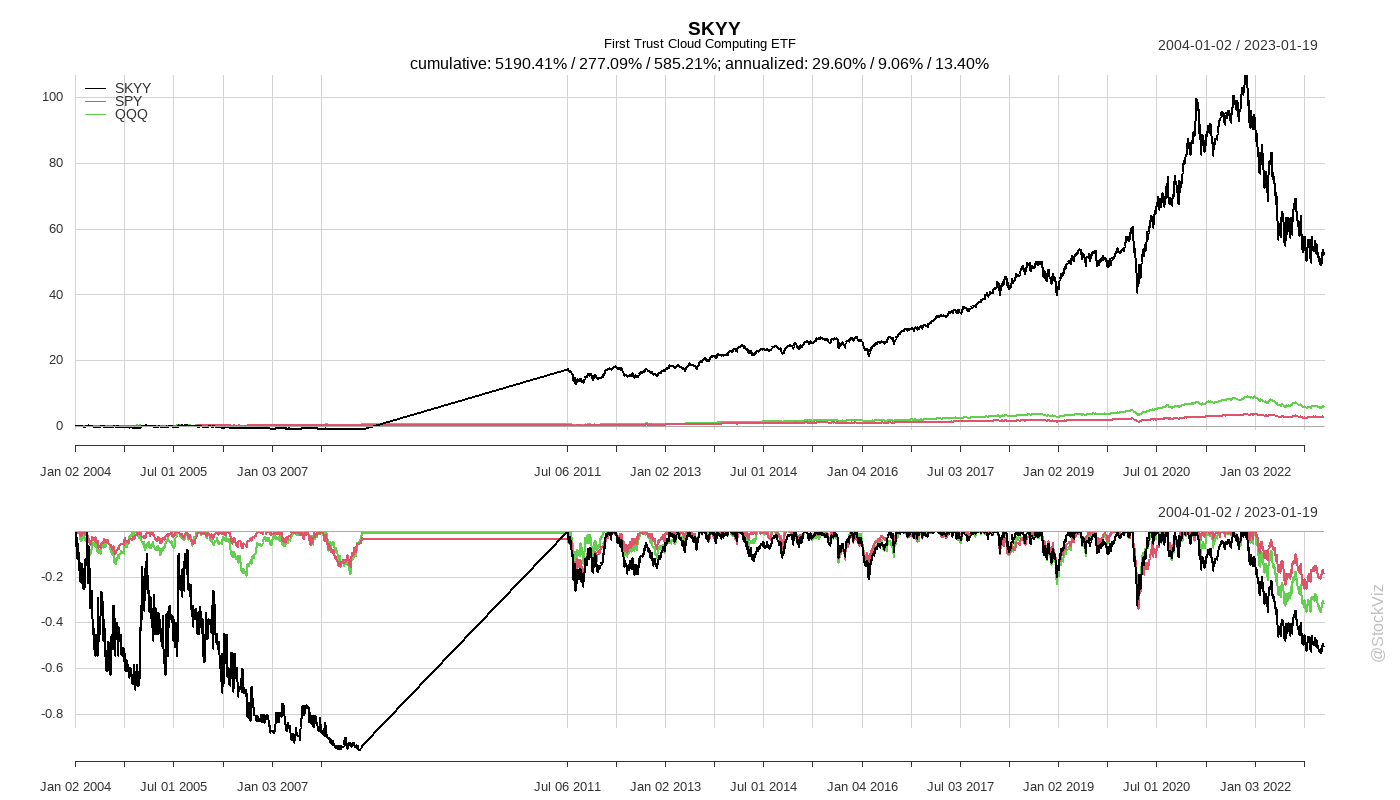 SKYY
First Trust Cloud Computing ETF
2004-01-02 / 2023-01-19
cumulative: 5190.41% / 277.09% / 585.21%; annualized: 29.60% / 9.06% / 13.40%
SKYY
SPY
QQQ
100
80
60
40
20
0
Jan 02 2004 Jul 01 2005 Jan 03 2007 Jul 06 2011 Jan 02 2013 Jul 01 2014 Jan 04 2016 Jul 03 2017 Jan 02 2019 Jul 01 2020 Jan 03 2022
2004-01-02 / 2023-01-19
-0.2
-0.4
-0.6
-0.8
Jan 02 2004 Jul 01 2005 Jan 03 2007 Jul 06 2011 Jan 02 2013 Jul 01 2014 Jan 04 2016 Jul 03 2017 Jan 02 2019 Jul 01 2020 Jan 03 2022
@StockViz